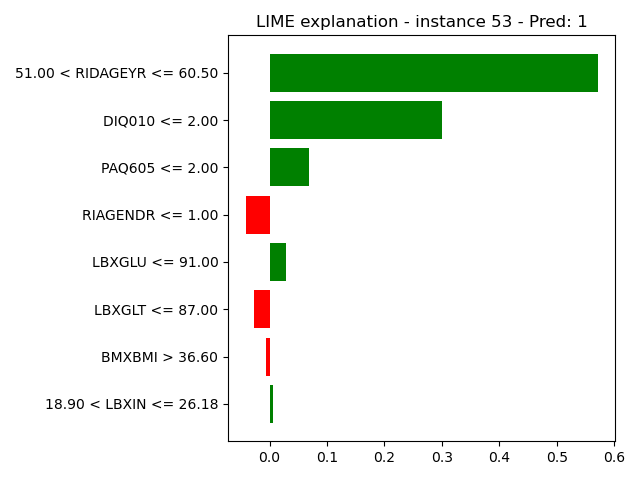 LIME explanation - instance 53 - Pred: 1
51.00 < RIDAGEYR <= 60.50
DIQ010 <= 2.00
PAQ605 <= 2.00
RIAGENDR <= 1.00
LBXGLU <= 91.00
LBXGLT <= 87.00
BMXBMI > 36.60
18.90 < LBXIN <= 26.18
0.0 0.1 0.2 0.3 0.4 0.5 0.6